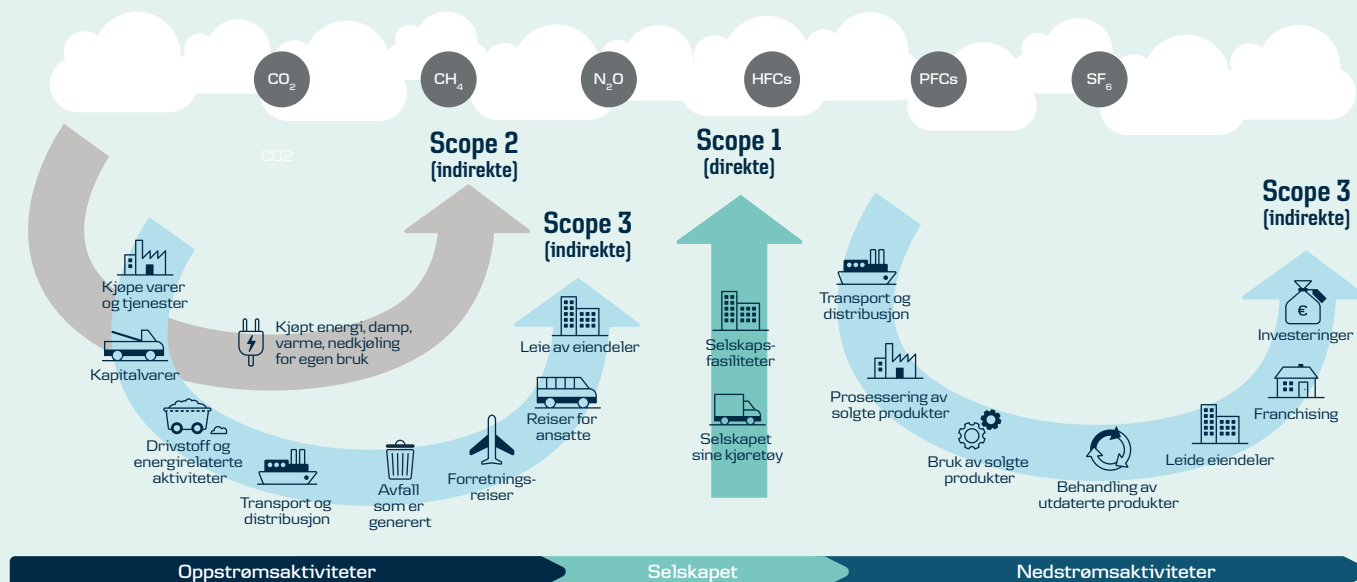 CO₂
CH₄
N₂O
HFCs
PFCs
SF₆
CO2
Scope 2
(indirekte)
Scope 3
(indirekte)
Scope 1
(direkte)
Scope 3
(indirekte)
Kjøpe varer
og tjenester
Kapitalvarer
Kjøpt energi, damp,
varme, nedkjøling
for egen bruk
Drivstoff og
energirelaterte
aktiviteter
Transport og
distribusjon
Avfall
som er
generert
Forretnings-
reiser
Reiser for
ansatte
Leie av eiendeler
Selskaps-
fasiliteter
Selskapet
sine kjøretøy
Transport og
distribusjon
Prosessering av
solgte produkter
Bruk av solgte
produkter
Behandling av
utdaterte produkter
Leide eiendeler
Franchising
€
Investeringer
Oppstrømsaktiviteter
Selskapet
Nedstrømsaktiviteter